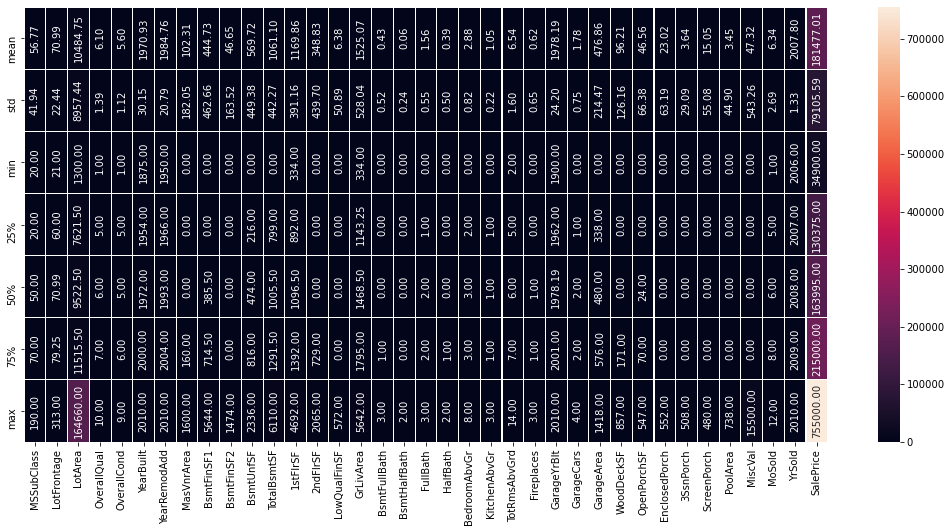 mean 56.77 70.99 10484.75 6.10 5.60 1970.93 1984.76 102.31 444.73 46.65 569.72 1061.10 1169.86 348.83 6.38 1525.07 0.43 0.06 1.56 0.39 2.88 1.05 6.54 0.62 1978.19 1.78 476.86 96.21 46.56 23.02 3.64 15.05 3.45 47.32 6.34 2007.80 181477.01
std 41.94 22.44 8957.44 1.39 1.12 30.15 20.79 182.05 462.66 163.52 449.38 442.27 391.16 439.70 50.89 528.04 0.52 0.24 0.55 0.50 0.82 0.22 1.60 0.65 24.20 0.75 214.47 126.16 66.38 63.19 29.09 55.08 44.90 543.26 2.69 1.33 79105.59
min 20.00 21.00 1300.00 1.00 1.00 1875.00 1950.00 0.00 0.00 0.00 0.00 0.00 334.00 0.00 0.00 334.00 0.00 0.00 0.00 0.00 0.00 0.00 2.00 0.00 1900.00 0.00 0.00 0.00 0.00 0.00 0.00 0.00 0.00 0.00 1.00 2006.00 34900.00
25% 20.00 60.00 7621.50 5.00 5.00 1954.00 1966.00 0.00 0.00 0.00 216.00 799.00 892.00 0.00 0.00 1143.25 0.00 0.00 1.00 0.00 2.00 1.00 5.00 0.00 1962.00 1.00 338.00 0.00 0.00 0.00 0.00 0.00 0.00 0.00 5.00 2007.00 130375.00
50% 50.00 70.99 9522.50 6.00 5.00 1972.00 1993.00 0.00 385.50 0.00 474.00 1005.50 1096.50 0.00 0.00 1468.50 0.00 0.00 2.00 0.00 3.00 1.00 6.00 1.00 1978.19 2.00 480.00 0.00 24.00 0.00 0.00 0.00 0.00 0.00 6.00 2008.00 163995.00
75% 70.00 79.25 11515.50 7.00 6.00 2000.00 2004.00 160.00 714.50 0.00 816.00 1291.50 1392.00 729.00 0.00 1795.00 1.00 0.00 2.00 1.00 3.00 1.00 7.00 1.00 2001.00 2.00 576.00 171.00 70.00 0.00 0.00 0.00 0.00 0.00 8.00 2009.00 215000.00
max 190.00 313.00 164660.00 10.00 9.00 2010.00 2010.00 1600.00 5644.00 1474.00 2336.00 6110.00 4692.00 2065.00 572.00 5642.00 3.00 2.00 3.00 2.00 8.00 3.00 14.00 3.00 2010.00 4.00 1418.00 857.00 547.00 552.00 508.00 480.00 738.00 15500.00 12.00 2010.00 755000.00
MSSubClass LotFrontage LotArea OverallQual OverallCond YearBuilt YearRemodAdd MasVnrArea BsmtFinSF1 BsmtFinSF2 BsmtUnfSF TotalBsmtSF 1stFlrSF 2ndFlrSF LowQualFinSF GrLivArea BsmtFullBath BsmtHalfBath FullBath HalfBath BedroomAbvGr KitchenAbvGr TotRmsAbvGrd Fireplaces GarageYrBlt GarageCars GarageArea WoodDeckSF OpenPorchSF EnclosedPorch 3SsnPorch ScreenPorch PoolArea MiscVal MoSold YrSold SalePrice
700000
600000
500000
400000
300000
200000
100000
0